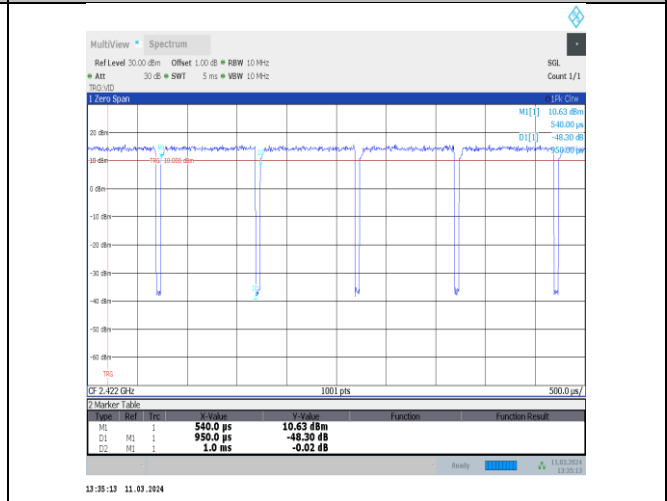 MultiView Spectrum
Ref Level 30.00 dBm Offset 1.00 dB RBW 10 MHz SGL
Att 30 dB SWT 5 ms VBW 10 MHz Count 1/1
TRG:VID
1 Zero Span 1Pk Clrw
M1[1] 10.63 dBm
540.00 µs
20 dBm
D1[1] -48.30 dB
950.00 µs
10 dBm
TRG 10.000 dBm
0 dBm
-10 dBm
-20 dBm
-30 dBm
-40 dBm
-50 dBm
-60 dBm
TRG
CF 2.422 GHz 1001 pts 500.0 µs/
2 Marker Table
Type Ref Trc X-Value Y-Value Function Function Result
M1 1 540.0 µs 10.63 dBm
D1 M1 1 950.0 µs -48.30 dB
D2 M1 1 1.0 ms -0.02 dB
Ready 11.03.2024
13:35:13
13:35:13 11.03.2024